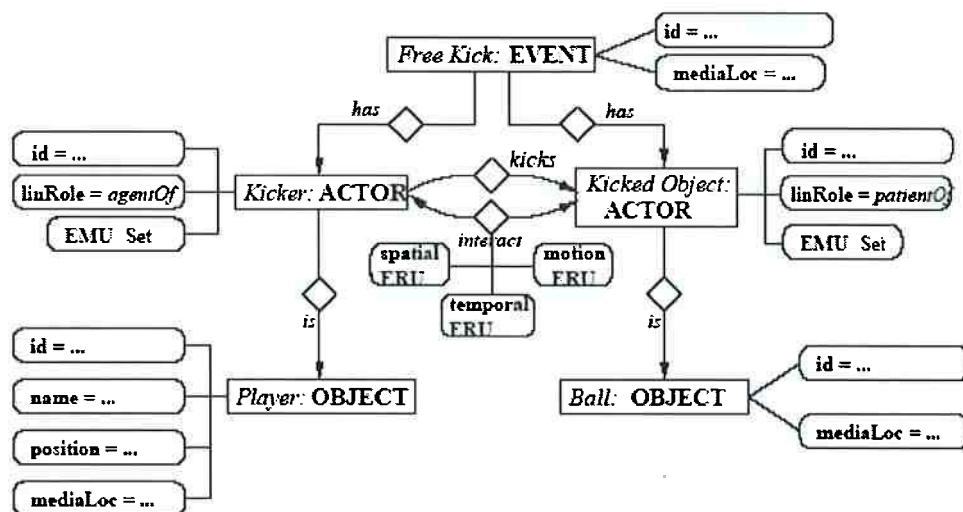 Free Kick: EVENT
id = ...
mediaLoc = ...
has
has
id = ...
linRole = agentOf
EMU Set
Kicker: ACTOR
kicks
interact
Kicked Object:
ACTOR
id = ...
linRole = patientOf
EMU Set
spatial
ERU
motion
ERU
temporal
ERU
is
is
id = ...
name = ...
position = ...
mediaLoc = ...
Player: OBJECT
Ball: OBJECT
id = ...
mediaLoc = ...